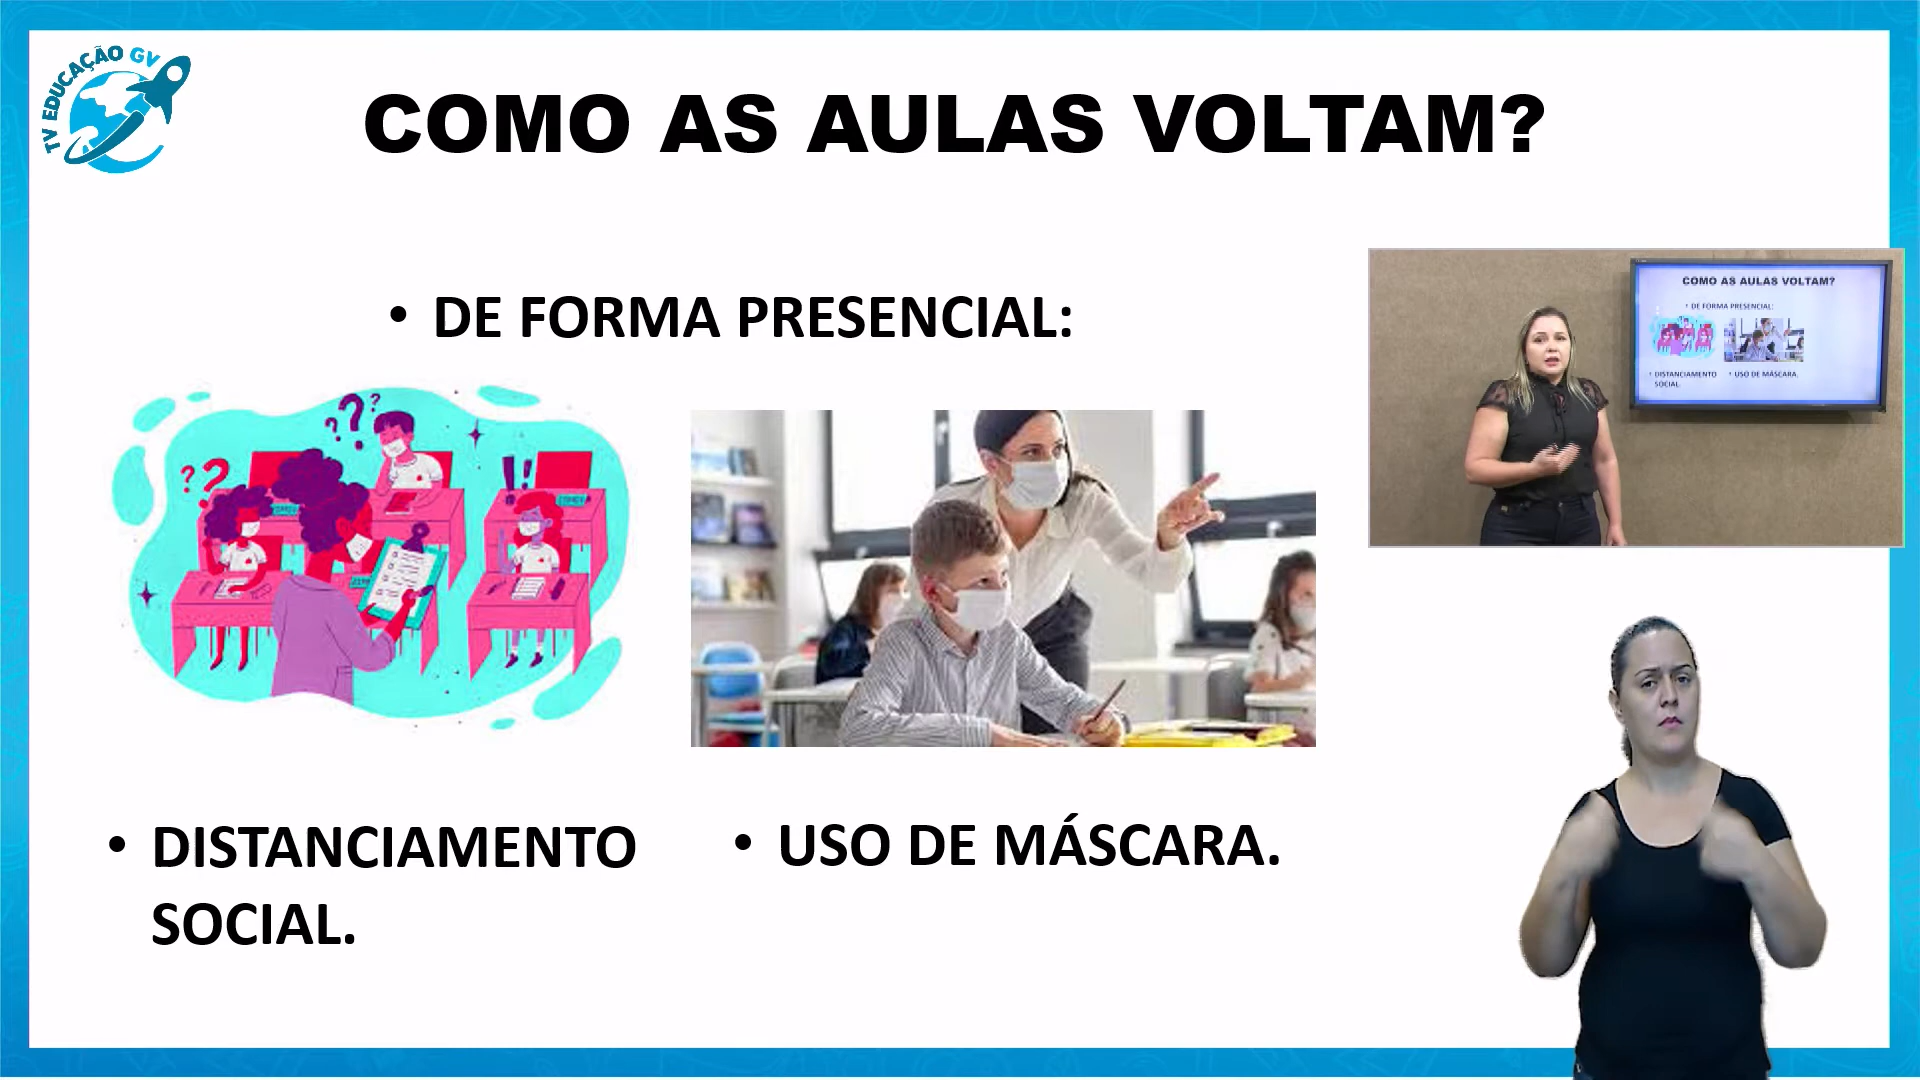 TV EDUCAÇÃO GV
COMO AS AULAS VOLTAM?
• DE FORMA PRESENCIAL:
COMO AS AULAS VOLTAM?
• DE FORMA PRESENCIAL:
• DISTANCIAMENTO
SOCIAL.
• USO DE MÁSCARA.
??
???
!!
• DISTANCIAMENTO
SOCIAL.
• USO DE MÁSCARA.